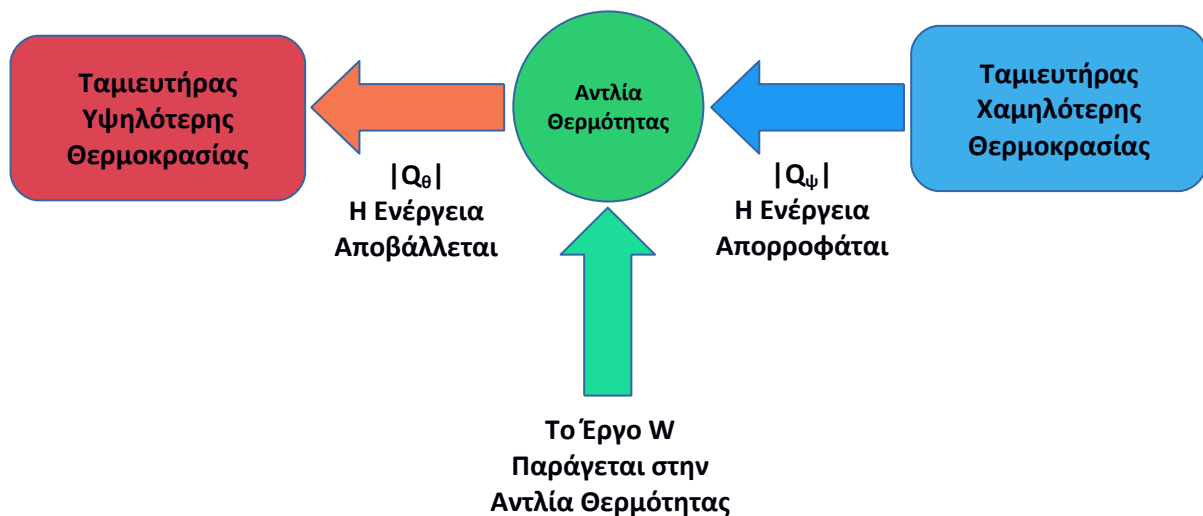 Ταμιευτήρας
Υψηλότερης
Θερμοκρασίας
Αντλία
Θερμότητας
Ταμιευτήρας
Χαμηλότερης
Θερμοκρασίας
|Qθ|
Η Ενέργεια
Αποβάλλεται
|Qψ|
Η Ενέργεια
Απορροφάται
Το Έργο W
Παράγεται στην
Αντλία Θερμότητας